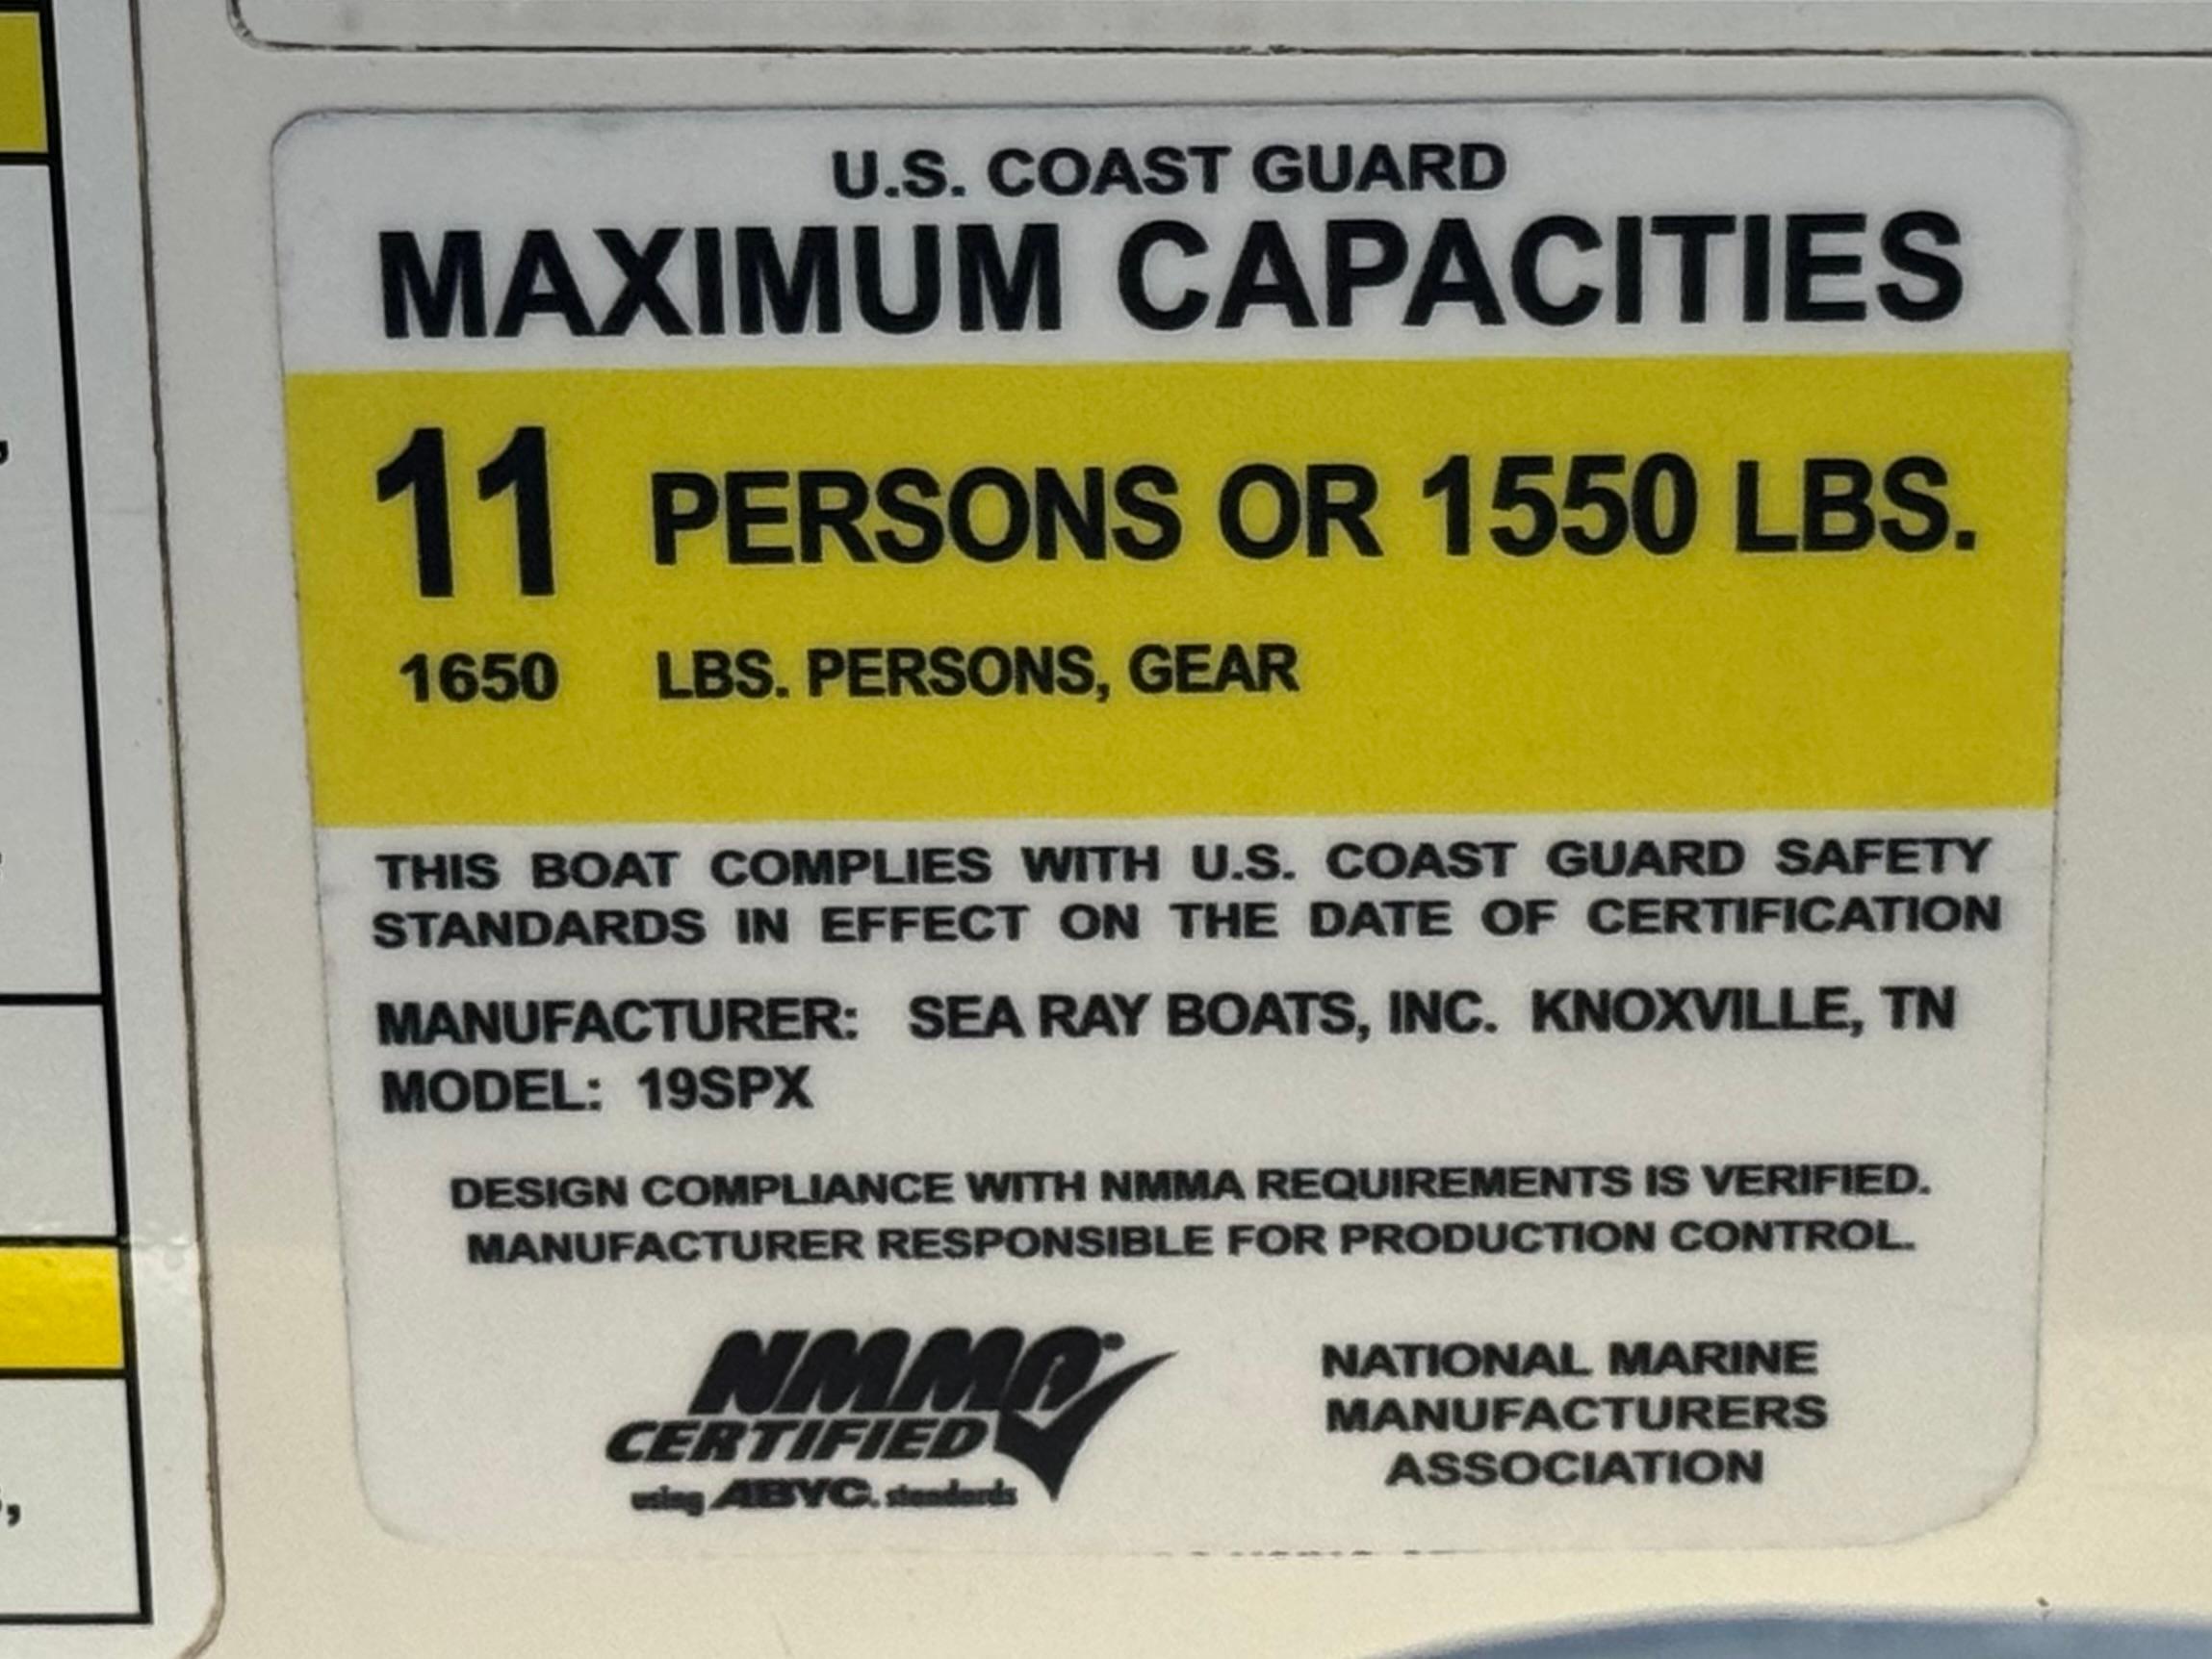 U.S. COAST GUARD
MAXIMUM CAPACITIES
11 PERSONS OR 1550 LBS.
1650 LBS. PERSONS, GEAR
THIS BOAT COMPLIES WITH U.S. COAST GUARD SAFETY
STANDARDS IN EFFECT ON THE DATE OF CERTIFICATION
MANUFACTURER: SEA RAY BOATS, INC. KNOXVILLE, TN
MODEL: 19SPX
DESIGN COMPLIANCE WITH NMMA REQUIREMENTS IS VERIFIED.
MANUFACTURER RESPONSIBLE FOR PRODUCTION CONTROL.
NMMA
CERTIFIED
using ABYC. standards
NATIONAL MARINE
MANUFACTURERS
ASSOCIATION